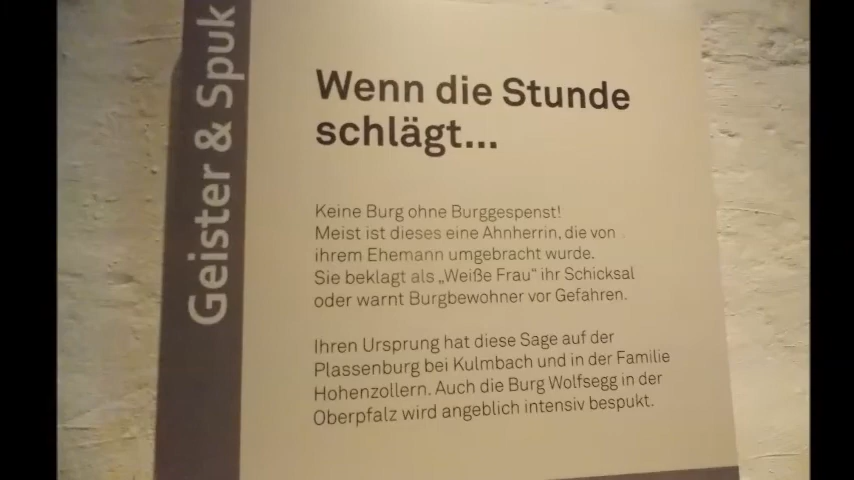 Geister & Spuk
Wenn die Stunde
schlägt...
Keine Burg ohne Burggespenst!
Meist ist dieses eine Ahnherrin, die von
ihrem Ehemann umgebracht wurde.
Sie beklagt als „Weiße Frau“ ihr Schicksal
oder warnt Burgbewohner vor Gefahren.
Ihren Ursprung hat diese Sage auf der
Plassenburg bei Kulmbach und in der Familie
Hohenzollern. Auch die Burg Wolfsegg in der
Oberpfalz wird angeblich intensiv bespukt.